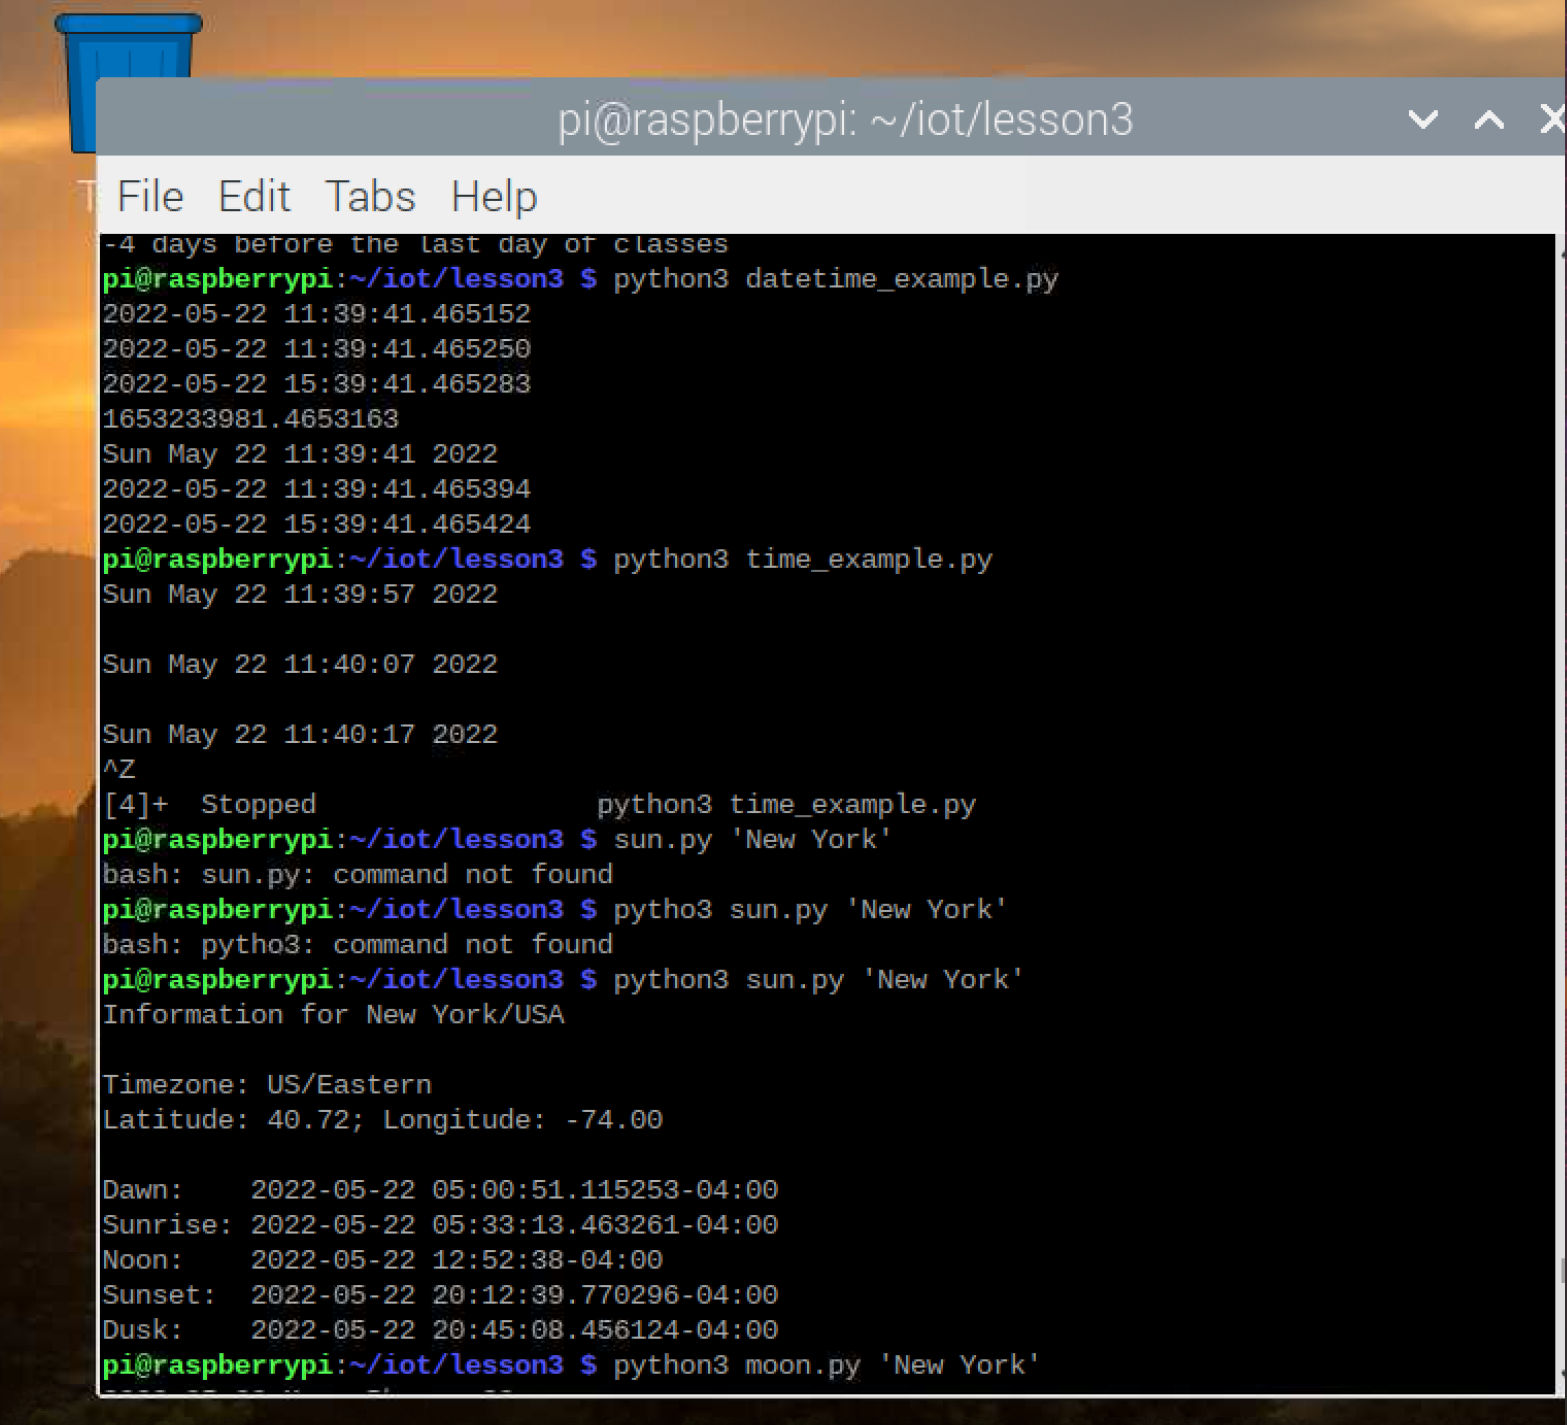 pi@raspberrypi: ~/iot/lesson3
File Edit Tabs Help
-4 days before the last day of classes
pi@raspberrypi:~/iot/lesson3 $ python3 datetime_example.py
2022-05-22 11:39:41.465152
2022-05-22 11:39:41.465250
2022-05-22 15:39:41.465283
1653233981.4653163
Sun May 22 11:39:41 2022
2022-05-22 11:39:41.465394
2022-05-22 15:39:41.465424
pi@raspberrypi:~/iot/lesson3 $ python3 time_example.py
Sun May 22 11:39:57 2022
Sun May 22 11:40:07 2022
Sun May 22 11:40:17 2022
^Z
[4]+  Stopped                 python3 time_example.py
pi@raspberrypi:~/iot/lesson3 $ sun.py 'New York'
bash: sun.py: command not found
pi@raspberrypi:~/iot/lesson3 $ pytho3 sun.py 'New York'
bash: pytho3: command not found
pi@raspberrypi:~/iot/lesson3 $ python3 sun.py 'New York'
Information for New York/USA
Timezone: US/Eastern
Latitude: 40.72; Longitude: -74.00
Dawn:    2022-05-22 05:00:51.115253-04:00
Sunrise: 2022-05-22 05:33:13.463261-04:00
Noon:    2022-05-22 12:52:38-04:00
Sunset:  2022-05-22 20:12:39.770296-04:00
Dusk:    2022-05-22 20:45:08.456124-04:00
pi@raspberrypi:~/iot/lesson3 $ python3 moon.py 'New York'